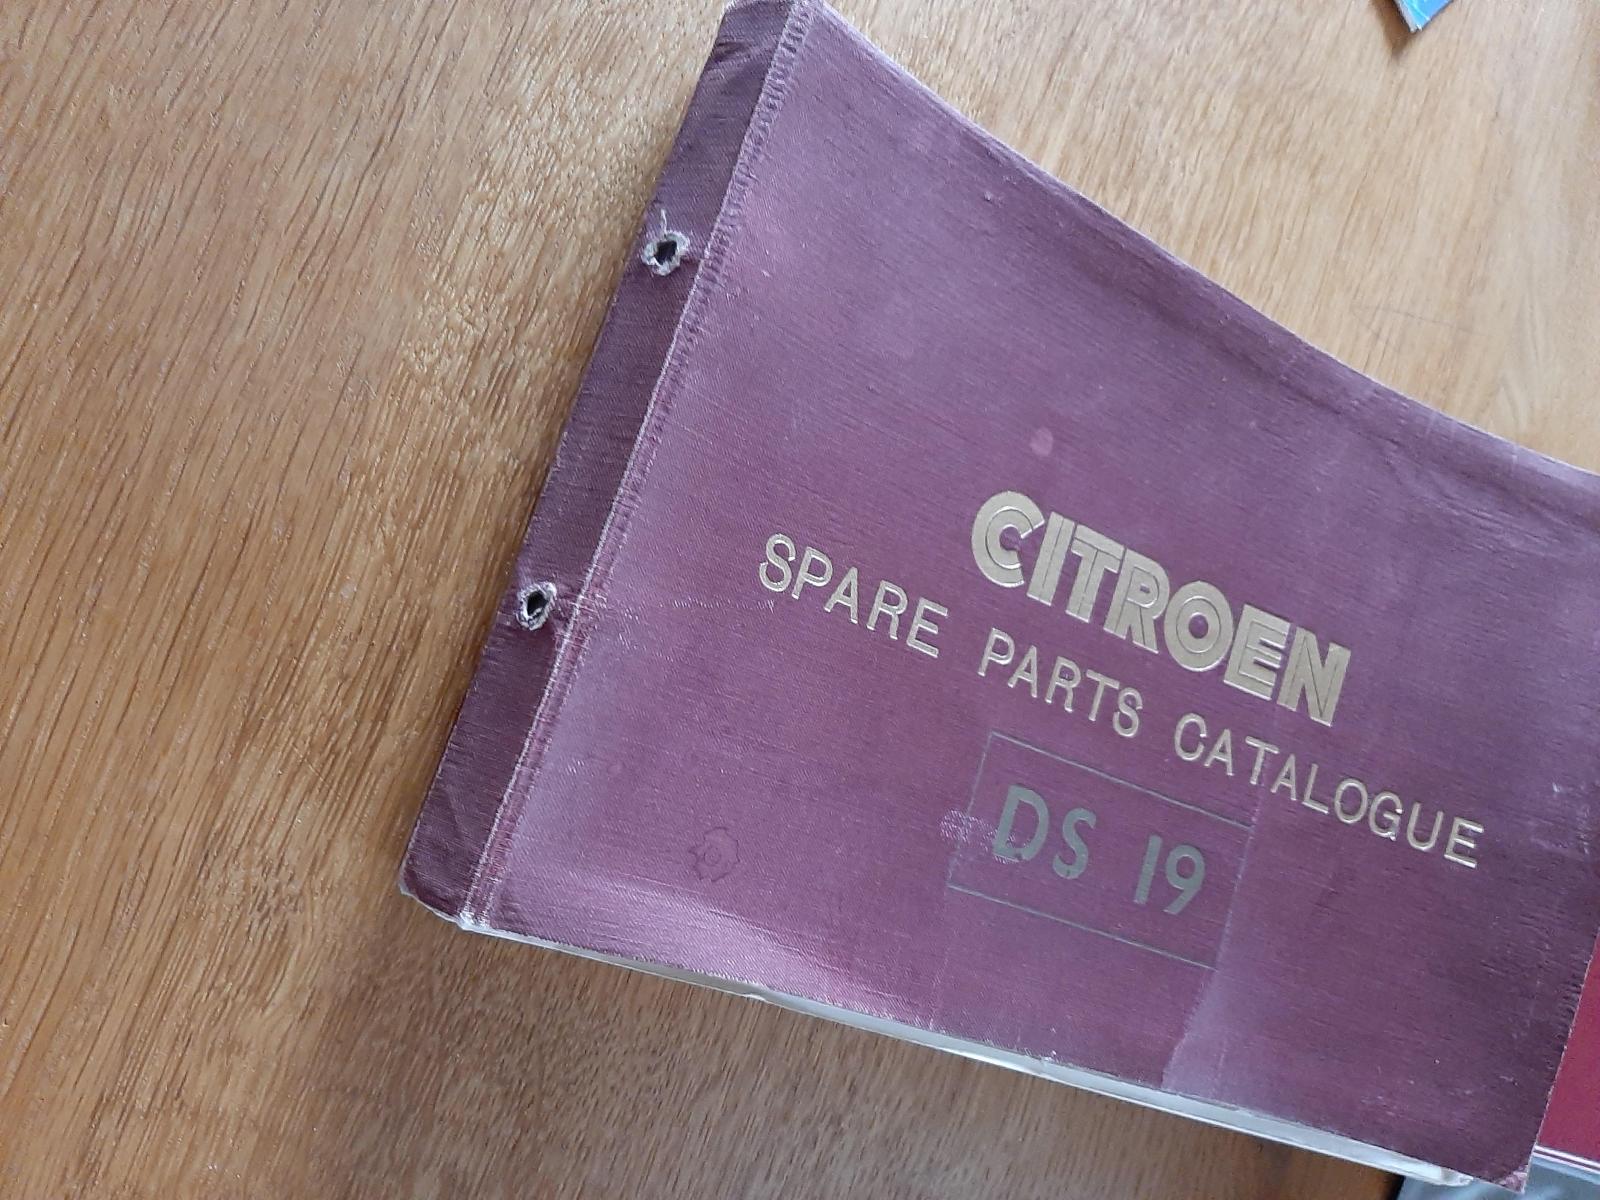 CITROEN
SPARE PARTS CATALOGUE
DS 19